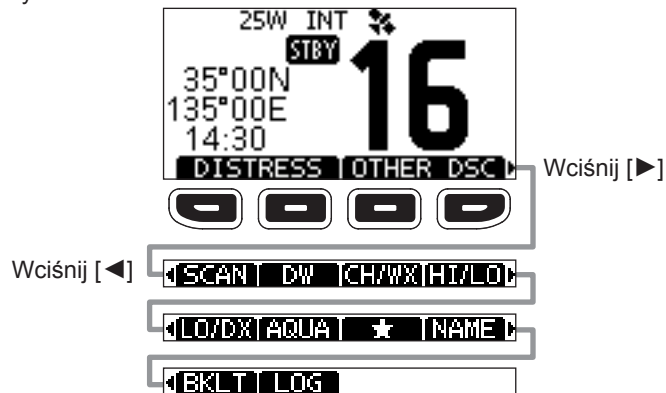 25W INT
STBY
16
35°00N
135°00E
14:30
DISTRESS OTHER DSC
Wciśnij [▶]
Wciśnij [◀]
SCAN DW CH/WX HI/LO
LO/DX AQUA ★ NAME
BKLT LOG